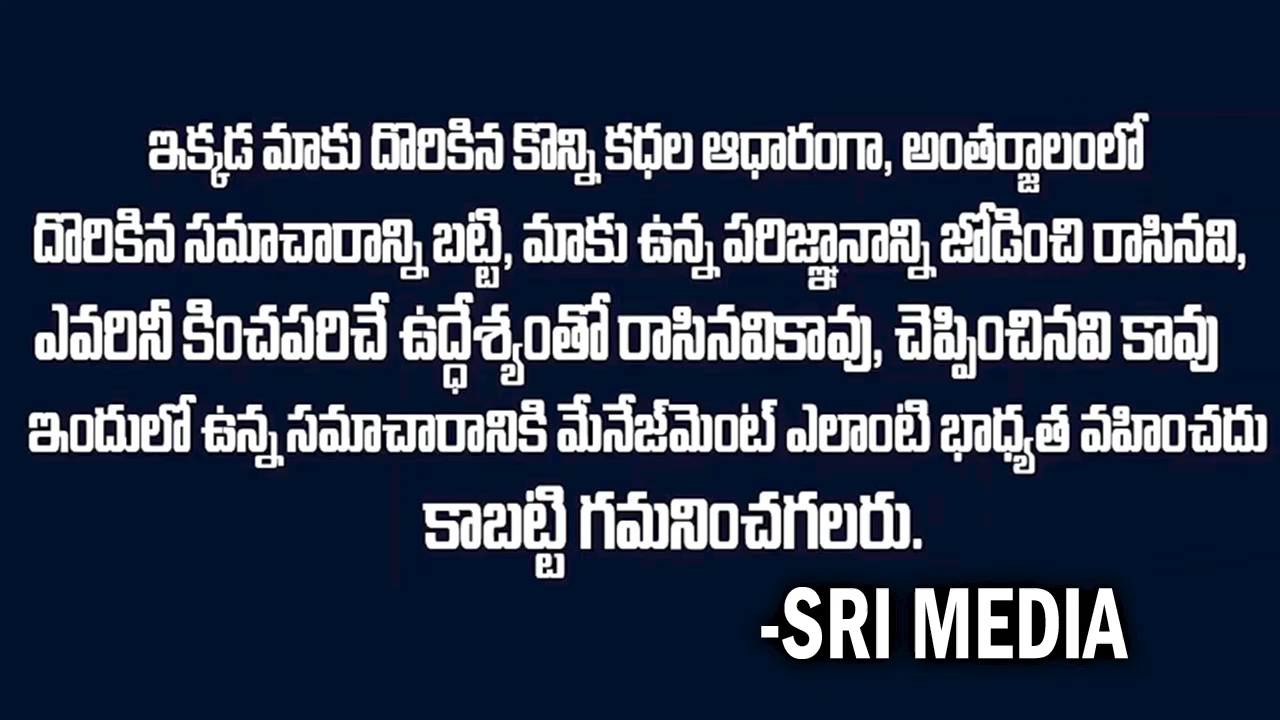 ఇక్కడ మాకు దొరికిన కొన్ని కధల ఆధారంగా, అంతర్జాలంలో
దొరికిన సమాచారాన్ని బట్టి, మాకు ఉన్న పరిజ్ఞానాన్ని జోడించి రాసినవి,
ఎవరినీ కించపరిచే ఉద్ధేశ్యంతో రాసినవికావు, చెప్పించినవి కావు
ఇందులో ఉన్న సమాచారానికి మేనేజ్‌మెంట్ ఎలాంటి భాధ్యత వహించదు
కాబట్టి గమనించగలరు.
-SRI MEDIA